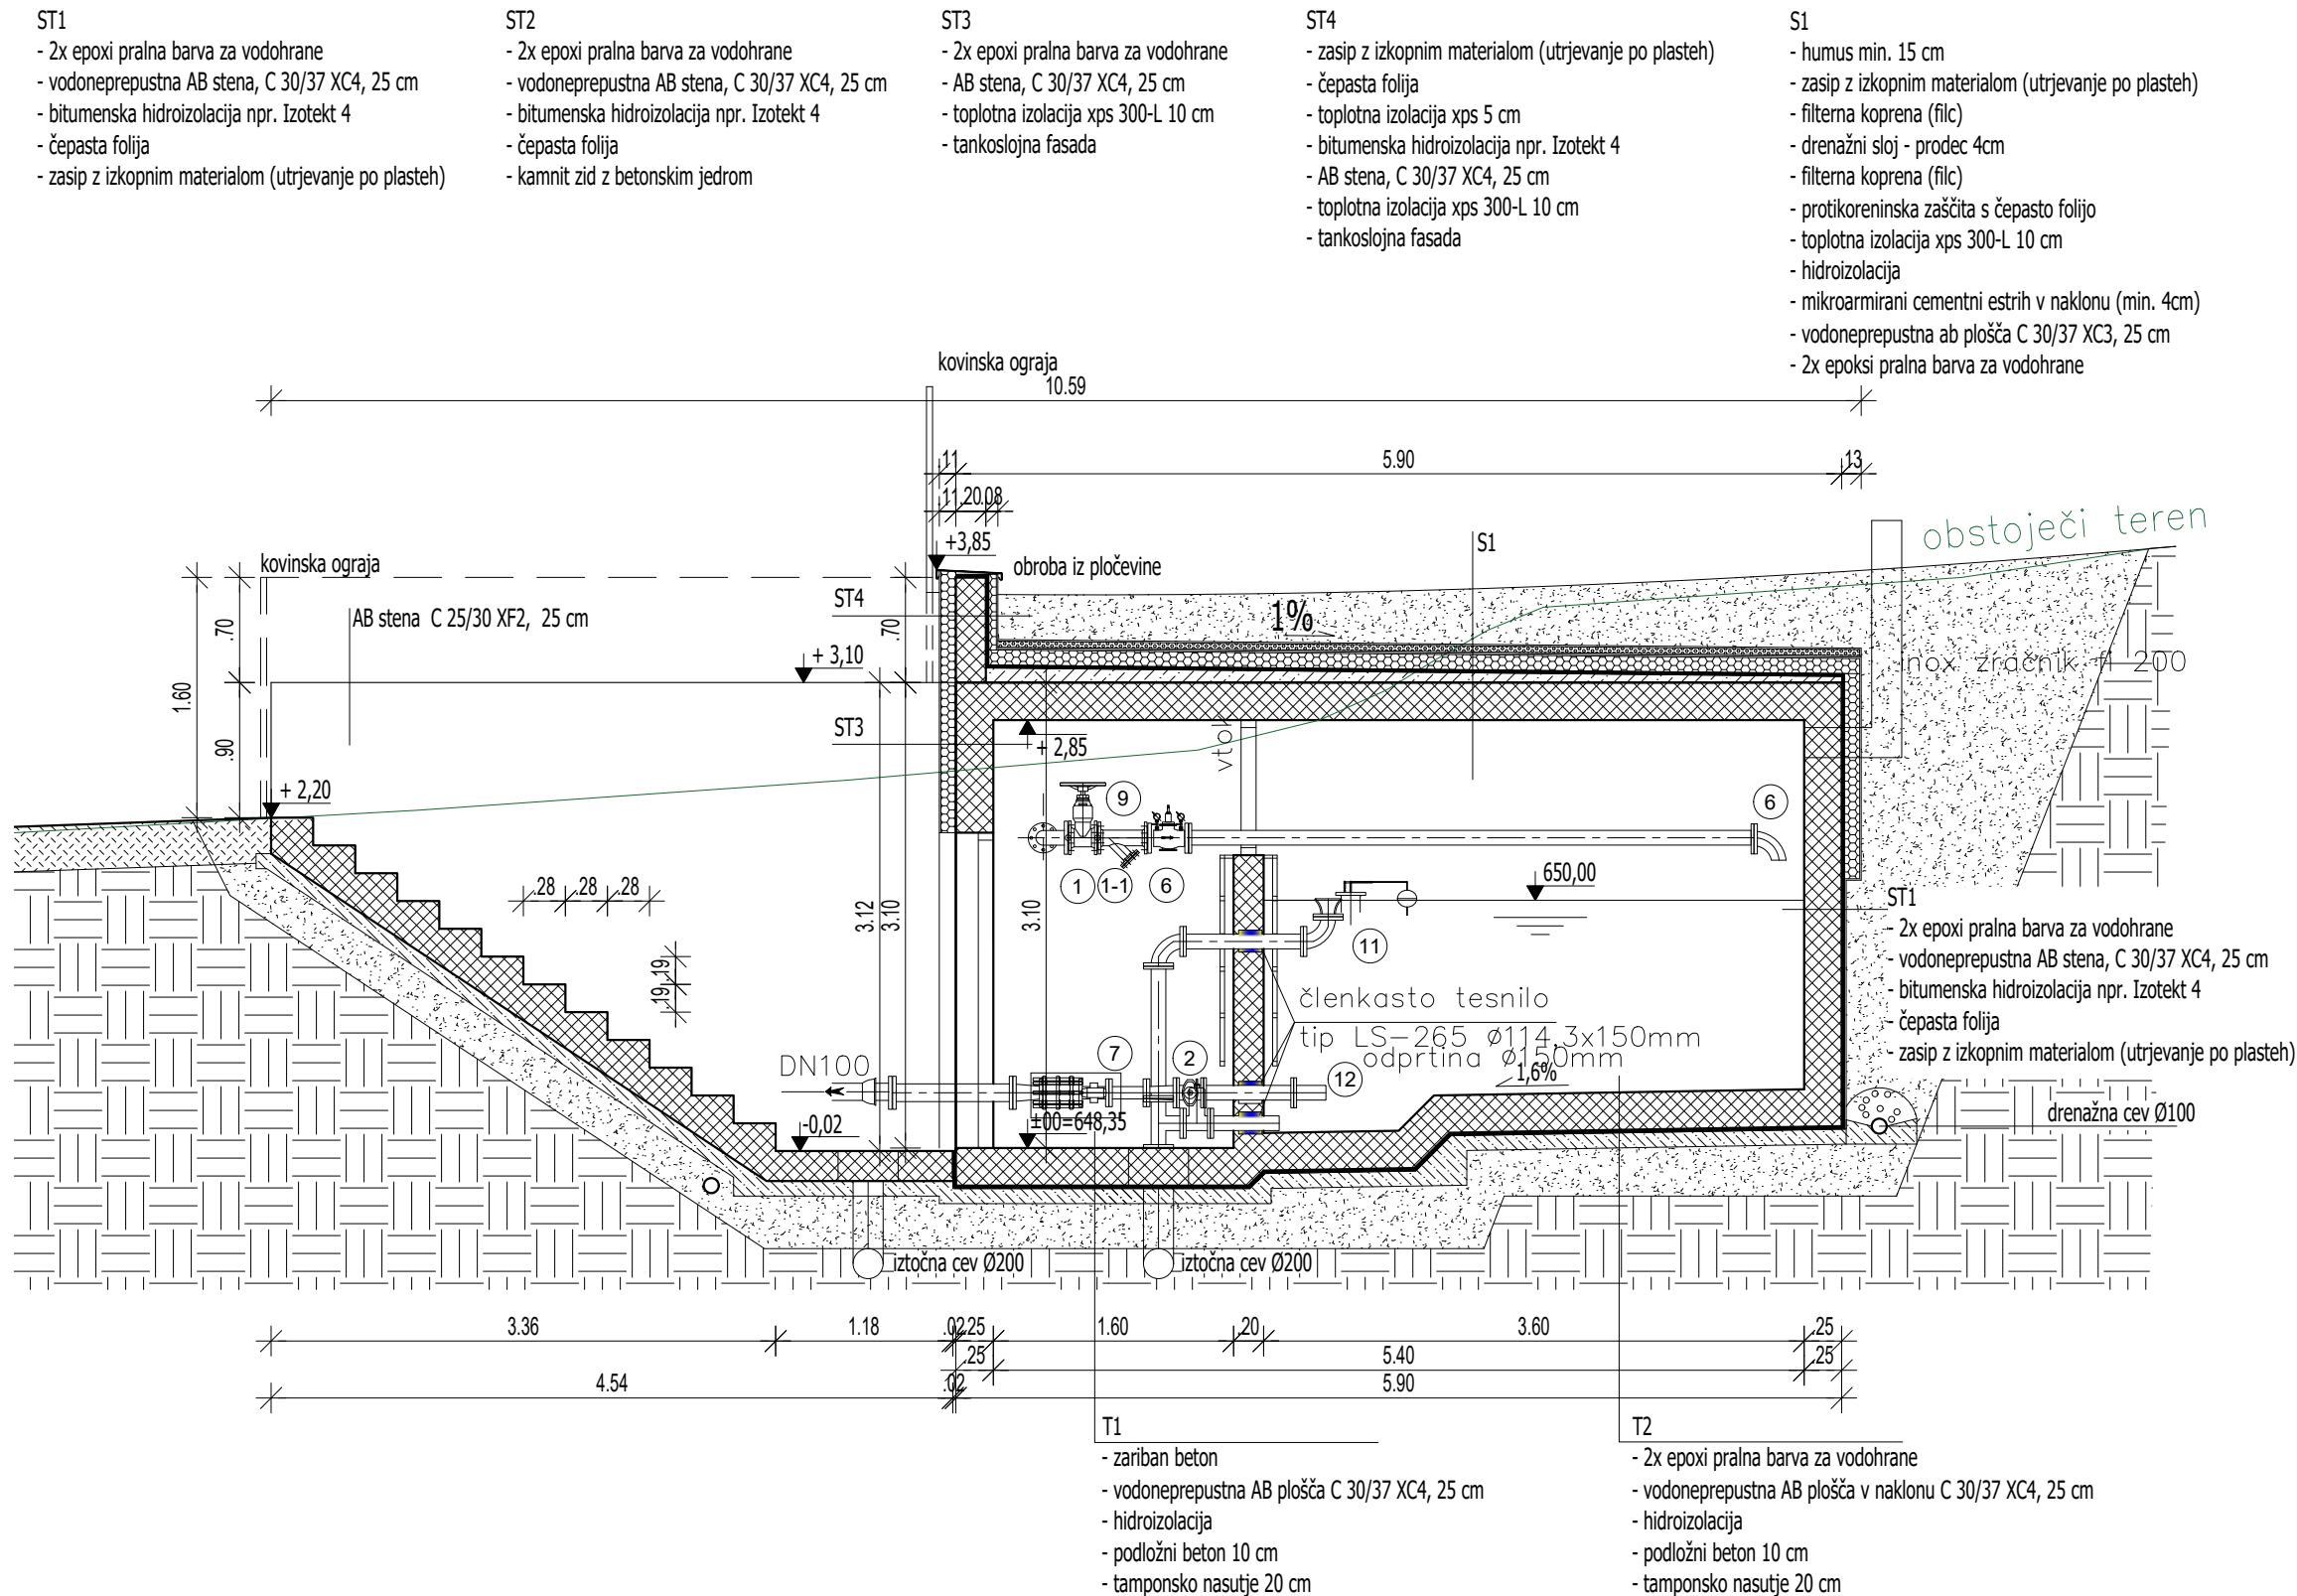 ST1
- 2x epoxi pralna barva za vodohrane
- vodoneprepustna AB stena, C 30/37 XC4, 25 cm
- bitumenska hidroizolacija npr. Izotekt 4
- čepasta folija
- zasip z izkopnim materialom (utrjevanje po plasteh)
ST2
- 2x epoxi pralna barva za vodohrane
- vodoneprepustna AB stena, C 30/37 XC4, 25 cm
- bitumenska hidroizolacija npr. Izotekt 4
- čepasta folija
- kamnit zid z betonskim jedrom
ST3
- 2x epoxi pralna barva za vodohrane
- AB stena, C 30/37 XC4, 25 cm
- toplotna izolacija xps 300-L 10 cm
- tankoslojna fasada
ST4
- zasip z izkopnim materialom (utrjevanje po plasteh)
- čepasta folija
- toplotna izolacija xps 5 cm
- bitumenska hidroizolacija npr. Izotekt 4
- AB stena, C 30/37 XC4, 25 cm
- toplotna izolacija xps 300-L 10 cm
- tankoslojna fasada
S1
- humus min. 15 cm
- zasip z izkopnim materialom (utrjevanje po plasteh)
- filterna koprena (filc)
- drenažni sloj - prodec 4cm
- filterna koprena (filc)
- protikoreninska zaščita s čepasto folijo
- toplotna izolacija xps 300-L 10 cm
- hidroizolacija
- mikroarmirani cementni estrih v naklonu (min. 4cm)
- vodoneprepustna ab plošča C 30/37 XC3, 25 cm
- 2x epoksi pralna barva za vodohrane
kovinska ograja
10.59
.11
5.90
.13
.11 .20 .08
+3,85
obroba iz pločevine
S1
obstoječi teren
kovinska ograja
AB stena C 25/30 XF2, 25 cm
ST4
1%
.70
.70
+ 3,10
inox zračnik fi 200
1.60
.90
ST3
+ 2,85
vtok
+ 2,20
9
6
1
1-1
6
650,00
.28 .28 .28
3.12
3.10
3.10
11
ST1
- 2x epoxi pralna barva za vodohrane
- vodoneprepustna AB stena, C 30/37 XC4, 25 cm
- bitumenska hidroizolacija npr. Izotekt 4
- čepasta folija
- zasip z izkopnim materialom (utrjevanje po plasteh)
.19
.19
členkasto tesnilo
tip LS-265 Ø114,3x150mm
odprtina Ø150mm
DN100
7
2
12
1,6%
-0,02
±00=648,35
drenažna cev Ø100
iztočna cev Ø200
iztočna cev Ø200
3.36
1.18
.02
.25
1.60
.20
3.60
.25
.25
5.40
.25
4.54
.02
5.90
T1
- zariban beton
- vodoneprepustna AB plošča C 30/37 XC4, 25 cm
- hidroizolacija
- podložni beton 10 cm
- tamponsko nasutje 20 cm
T2
- 2x epoxi pralna barva za vodohrane
- vodoneprepustna AB plošča v naklonu C 30/37 XC4, 25 cm
- hidroizolacija
- podložni beton 10 cm
- tamponsko nasutje 20 cm